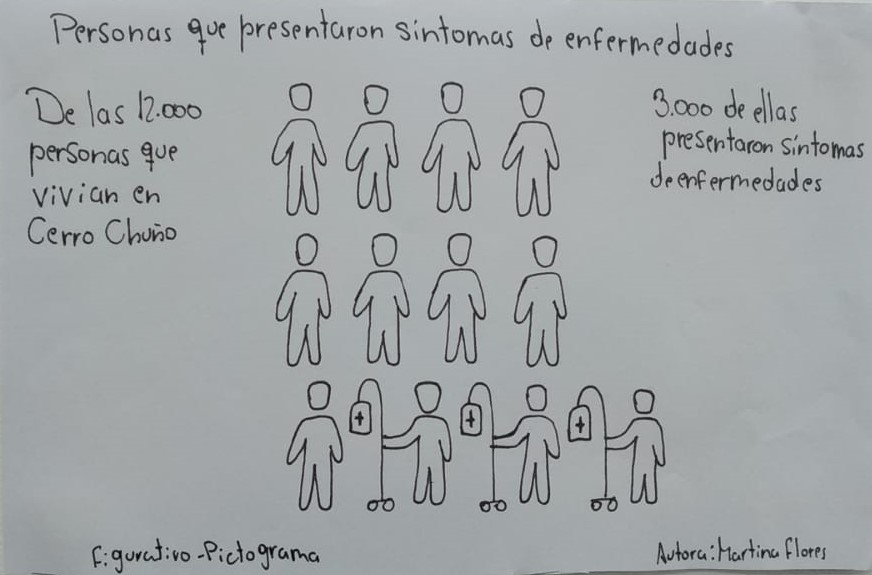 Personas que presentaron síntomas de enfermedades
De las 12.000
personas que
vivían en
Cerro Chuño
3.000 de ellas
presentaron síntomas
de enfermedades
Figurativo-Pictograma
Autora: Martina Flores